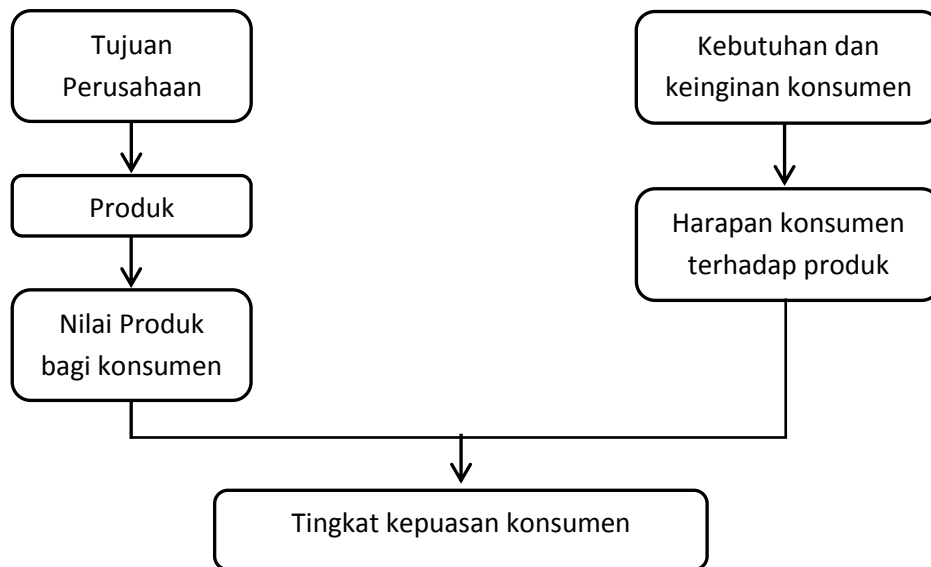 Tujuan
Perusahaan
Produk
Nilai Produk
bagi konsumen
Kebutuhan dan
keinginan konsumen
Harapan konsumen
terhadap produk
Tingkat kepuasan konsumen